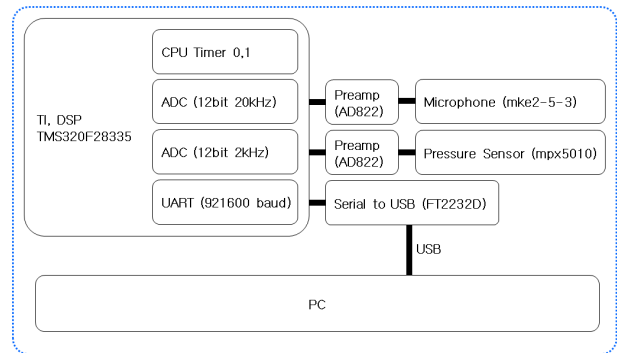 CPU Timer 0,1
TI, DSP
TMS320F28335
ADC (12bit 20kHz)
Preamp
(AD822)
Microphone (mke2-5-3)
ADC (12bit 2kHz)
Preamp
(AD822)
Pressure Sensor (mpx5010)
UART (921600 baud)
Serial to USB (FT2232D)
USB
PC